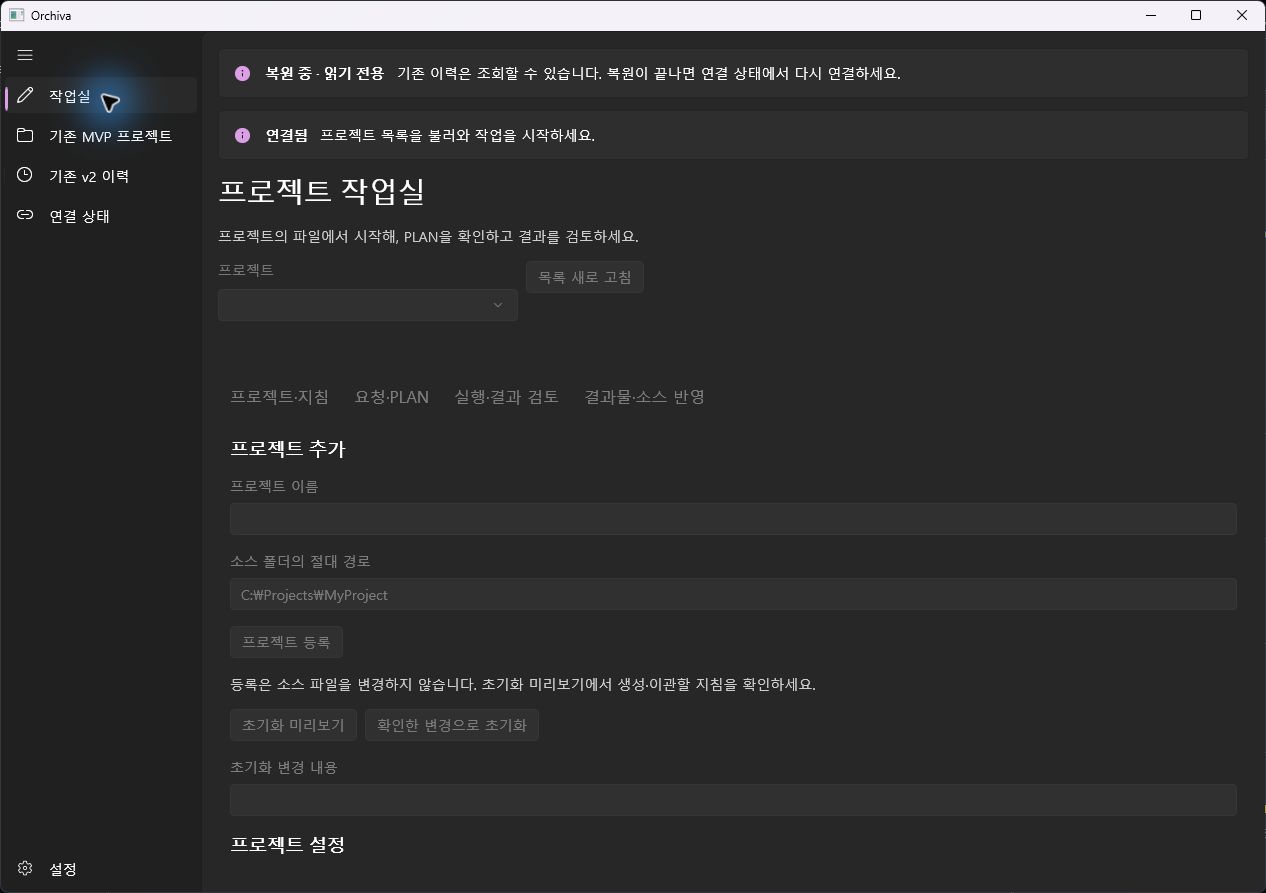 Orchiva
복원 중 - 읽기 전용 기존 이력은 조회할 수 있습니다. 복원이 끝나면 연결 상태에서 다시 연결하세요.
작업실
기존 MVP 프로젝트
기존 v2 이력
연결 상태
연결됨 프로젝트 목록을 불러와 작업을 시작하세요.
프로젝트 작업실
프로젝트의 파일에서 시작해, PLAN을 확인하고 결과를 검토하세요.
프로젝트
목록 새로 고침
프로젝트·지침 요청·PLAN 실행·결과 검토 결과물·소스 반영
프로젝트 추가
프로젝트 이름
소스 폴더의 절대 경로
C:₩Projects₩MyProject
프로젝트 등록
등록은 소스 파일을 변경하지 않습니다. 초기화 미리보기에서 생성·이관할 지침을 확인하세요.
초기화 미리보기 확인한 변경으로 초기화
초기화 변경 내용
프로젝트 설정
설정